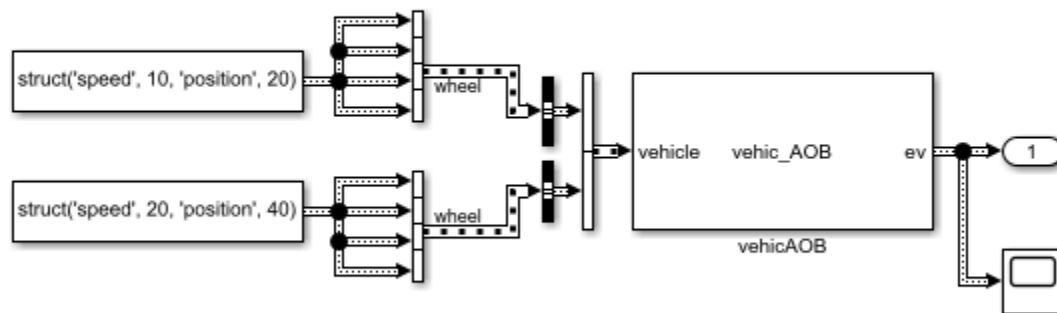 struct('speed', 10, 'position', 20)
wheel
vehicle
vehic_AOB
ev
1
struct('speed', 20, 'position', 40)
wheel
vehicAOB